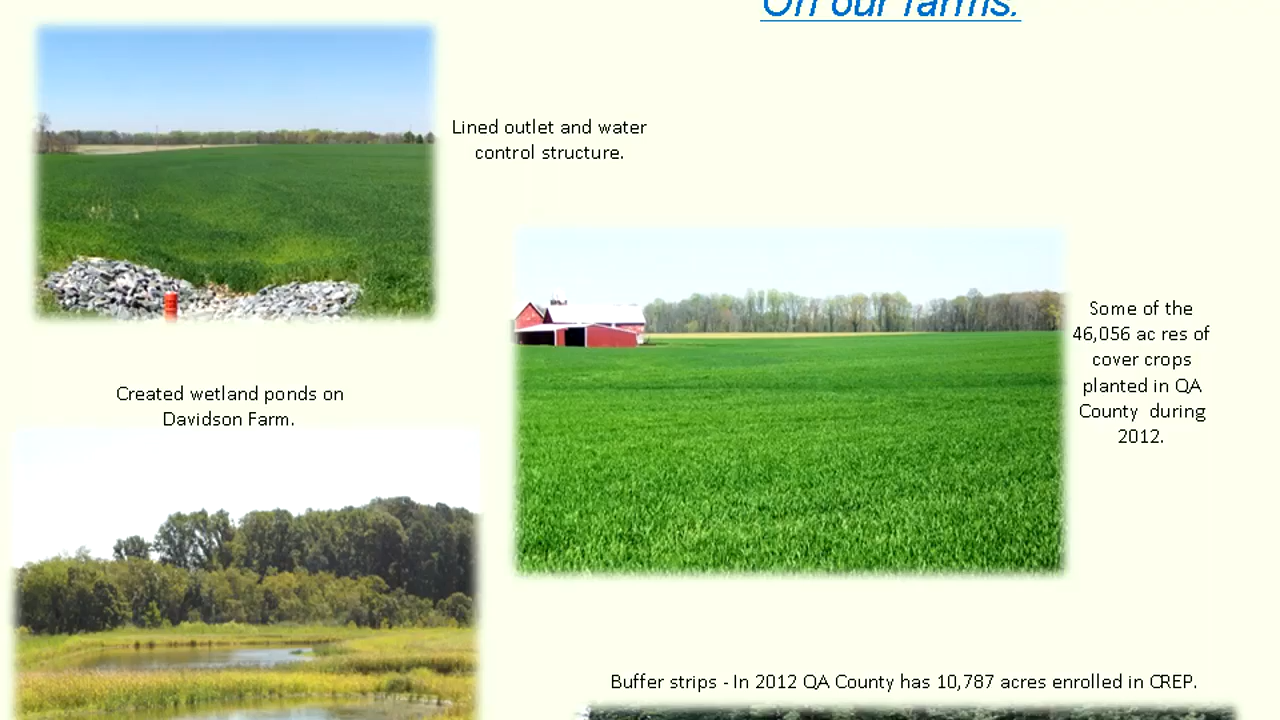 On our farms:
Lined outlet and water
control structure.
Some of the
46,056 ac res of
cover crops
planted in QA
County during
2012.
Created wetland ponds on
Davidson Farm.
Buffer strips - In 2012 QA County has 10,787 acres enrolled in CREP.